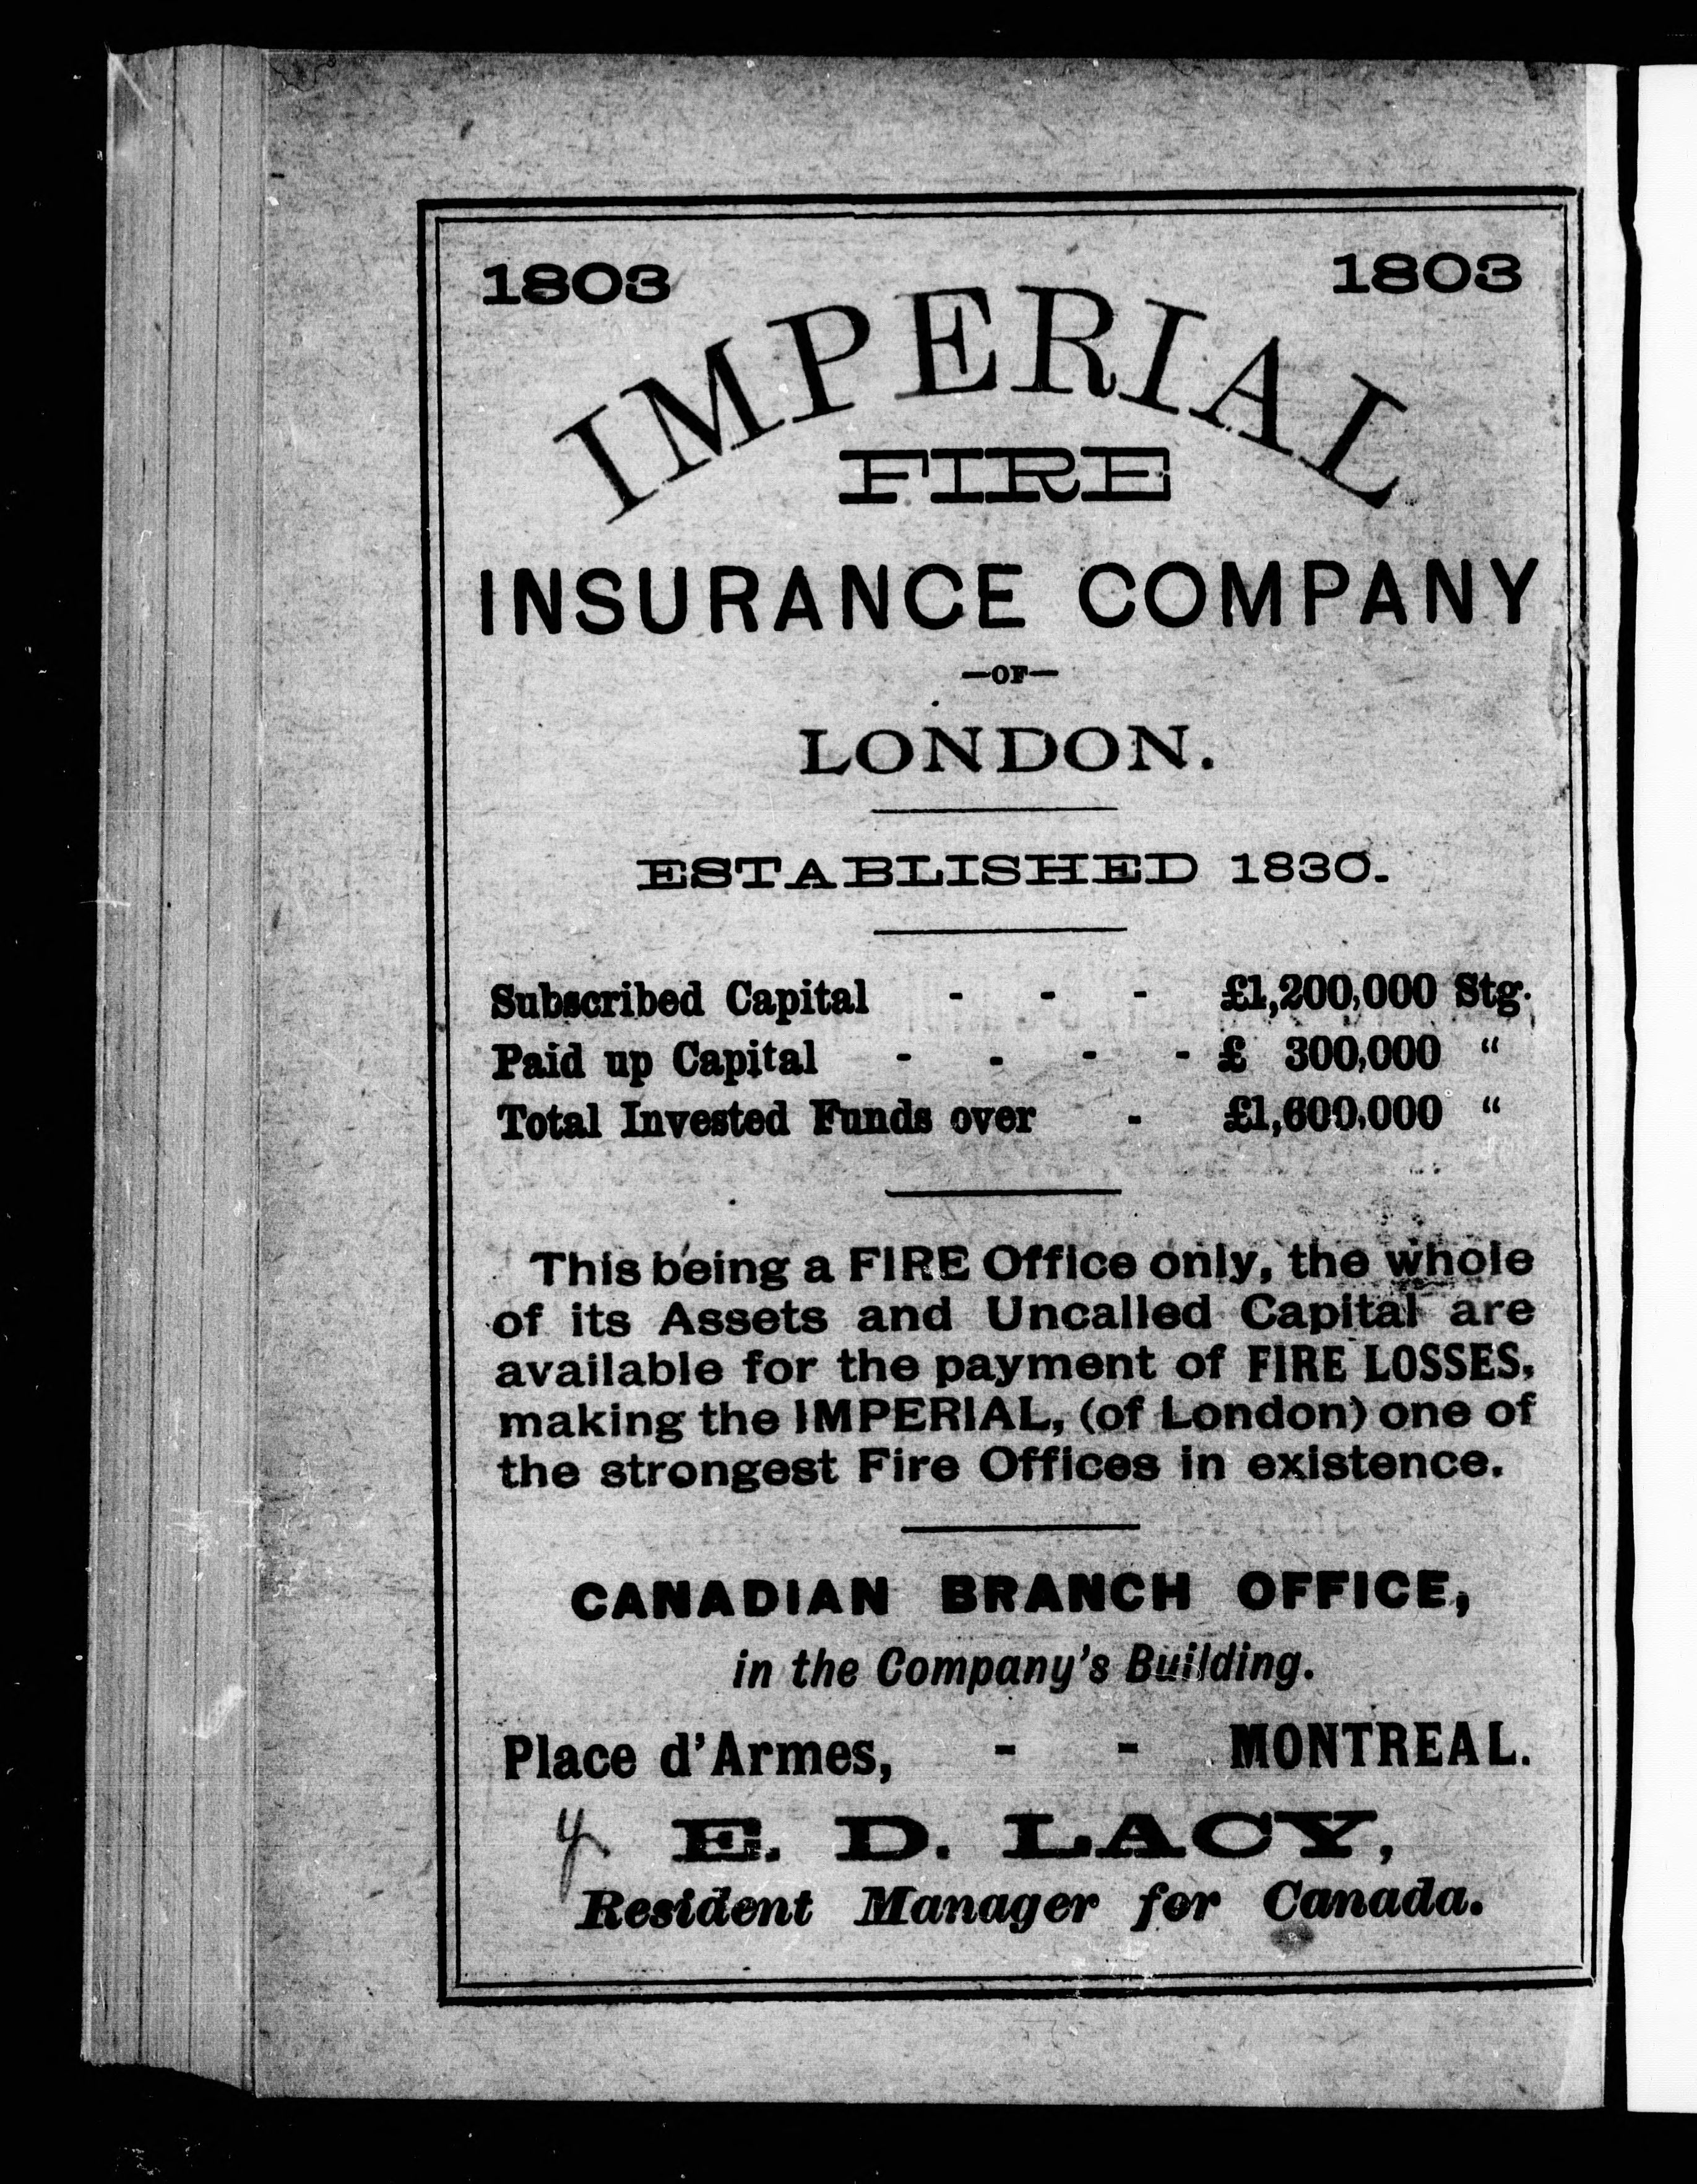 1803 1803
IMPERIAL
FIRE
INSURANCE COMPANY
—OF—
LONDON.
ESTABLISHED 1830.
Subscribed Capital - - - £1,200,000 Stg.
Paid up Capital - - - - £ 300,000 "
Total Invested Funds over - £1,600,000 "
This being a FIRE Office only, the whole
of its Assets and Uncalled Capital are
available for the payment of FIRE LOSSES,
making the IMPERIAL, (of London) one of
the strongest Fire Offices in existence.
CANADIAN BRANCH OFFICE,
in the Company's Building.
Place d'Armes, - - MONTREAL.
E. D. LACY,
Resident Manager for Canada.